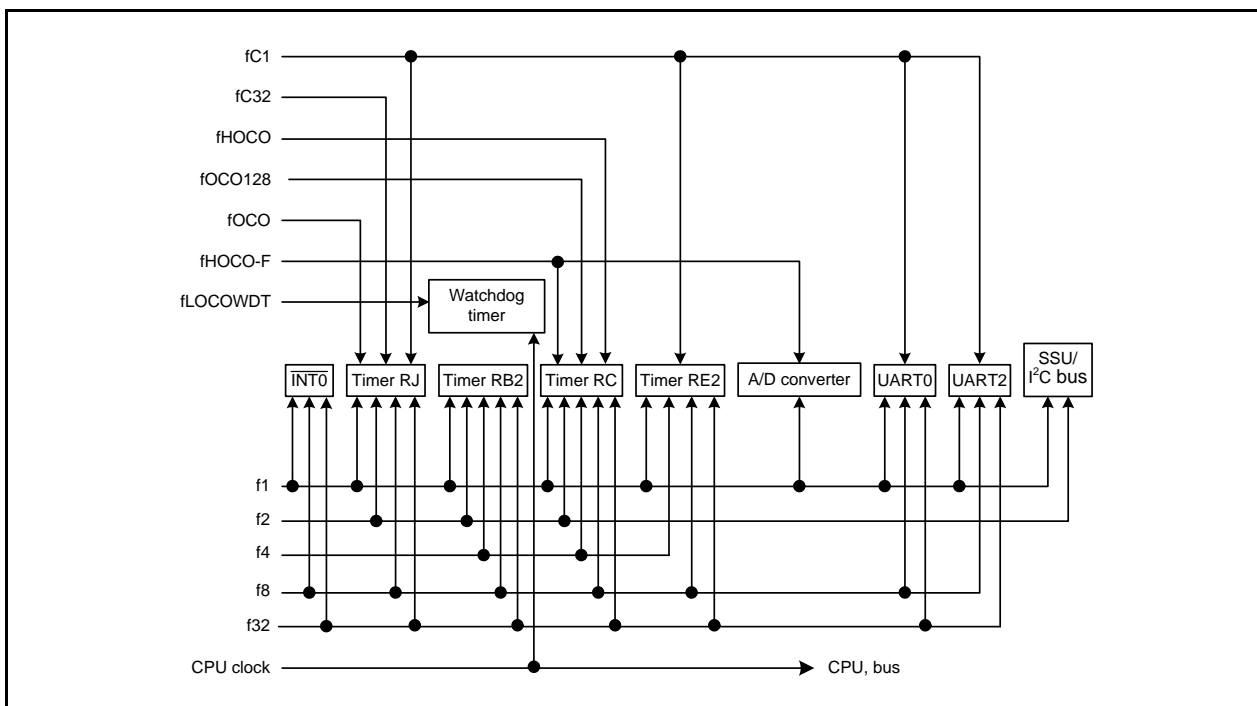 fC1
fC32
fHOCO
fOCO128
fOCO
fHOCO-F
fLOCOWDT
Watchdog
timer
INT0
Timer RJ
Timer RB2
Timer RC
Timer RE2
A/D converter
UART0
UART2
SSU/
I²C bus
f1
f2
f4
f8
f32
CPU clock
CPU, bus